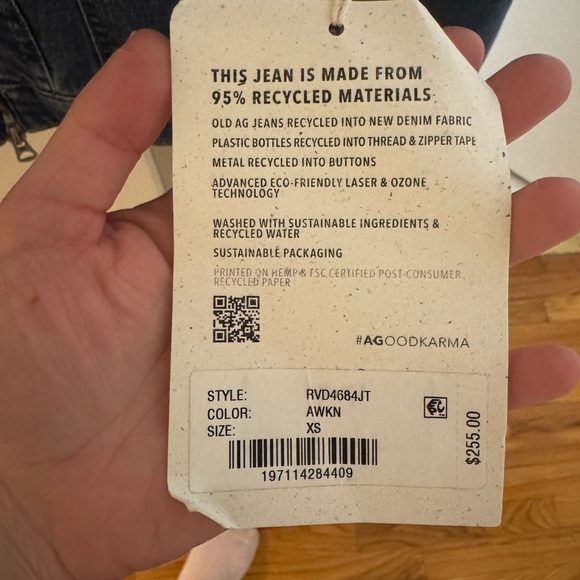 THIS JEAN IS MADE FROM
95% RECYCLED MATERIALS
OLD AG JEANS RECYCLED INTO NEW DENIM FABRIC
PLASTIC BOTTLES RECYCLED INTO THREAD & ZIPPER TAPE
METAL RECYCLED INTO BUTTONS
ADVANCED ECO-FRIENDLY LASER & OZONE
TECHNOLOGY
WASHED WITH SUSTAINABLE INGREDIENTS &
RECYCLED WATER
SUSTAINABLE PACKAGING
PRINTED ON HEMP & FSC CERTIFIED POST-CONSUMER
RECYCLED PAPER
#AGOODKARMA
STYLE: RVD4684JT
COLOR: AWKN
SIZE: XS
197114284409
$255.00